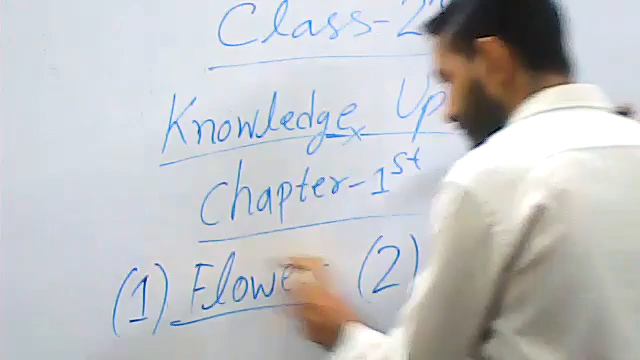 Class-2
Knowledge Up
Chapter-1st
(1) Flowe (2)